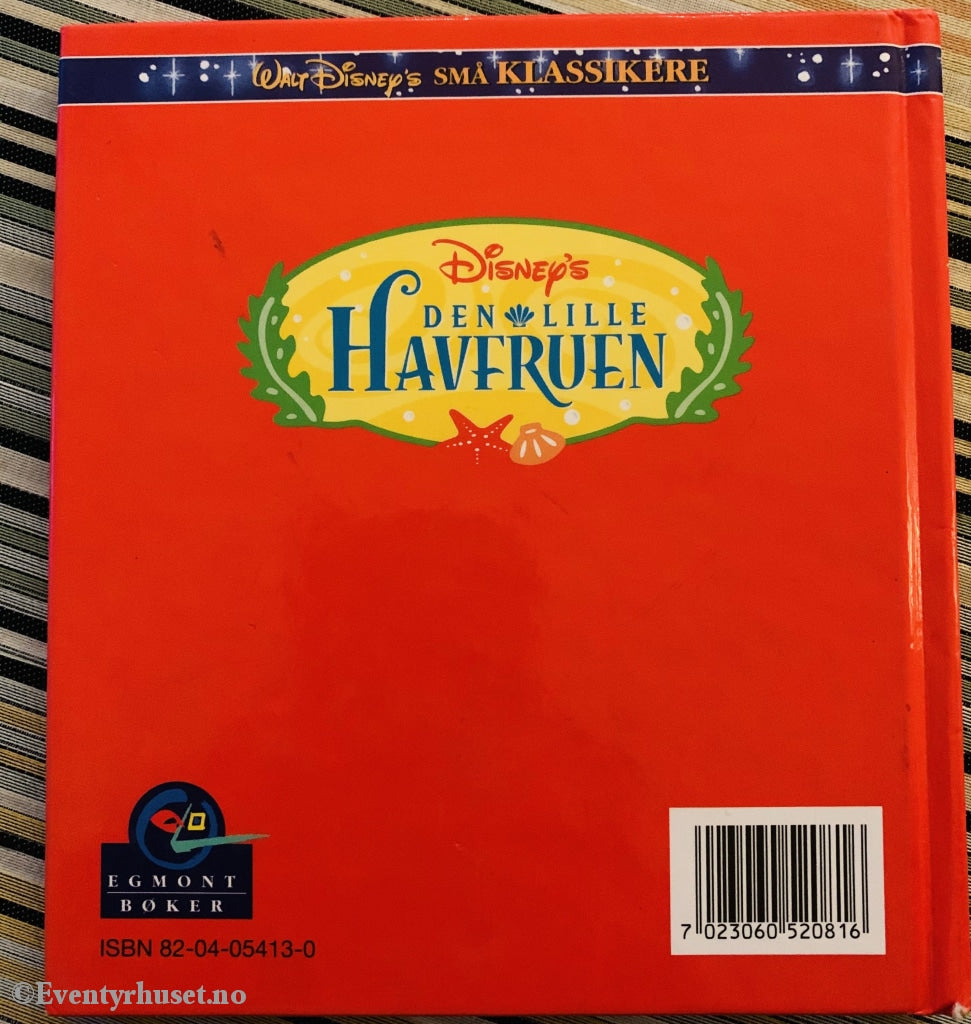 WALT DISNEY'S SMÅ KLASSIKERE
DISNEY'S
DEN LILLE
HAVFRUEN
EGMONT
BØKER
ISBN 82-04-05413-0
7 023060 520816
©Eventyrhuset.no